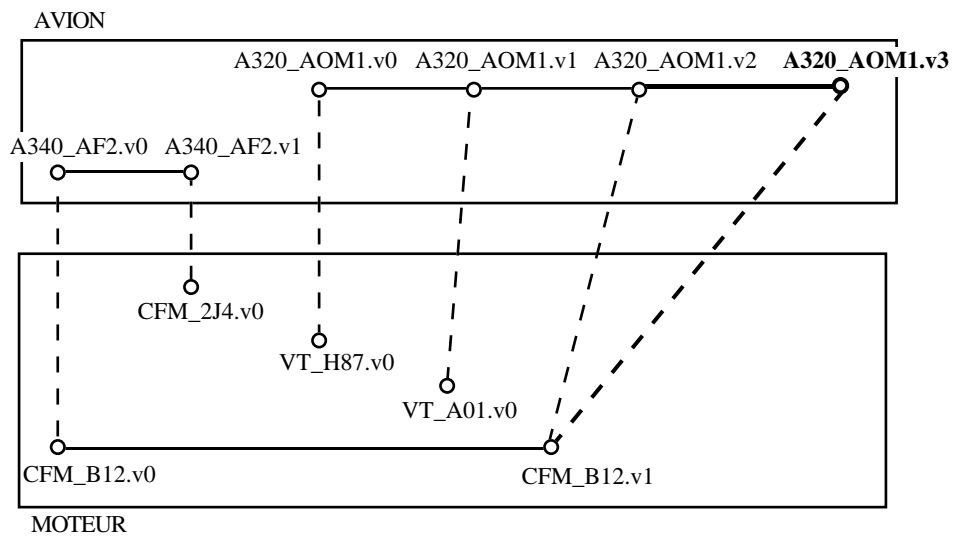 AVION
A320_AOM1.v0 A320_AOM1.v1 A320_AOM1.v2 A320_AOM1.v3
A340_AF2.v0 A340_AF2.v1
CFM_2J4.v0
VT_H87.v0
VT_A01.v0
CFM_B12.v0 CFM_B12.v1
MOTEUR